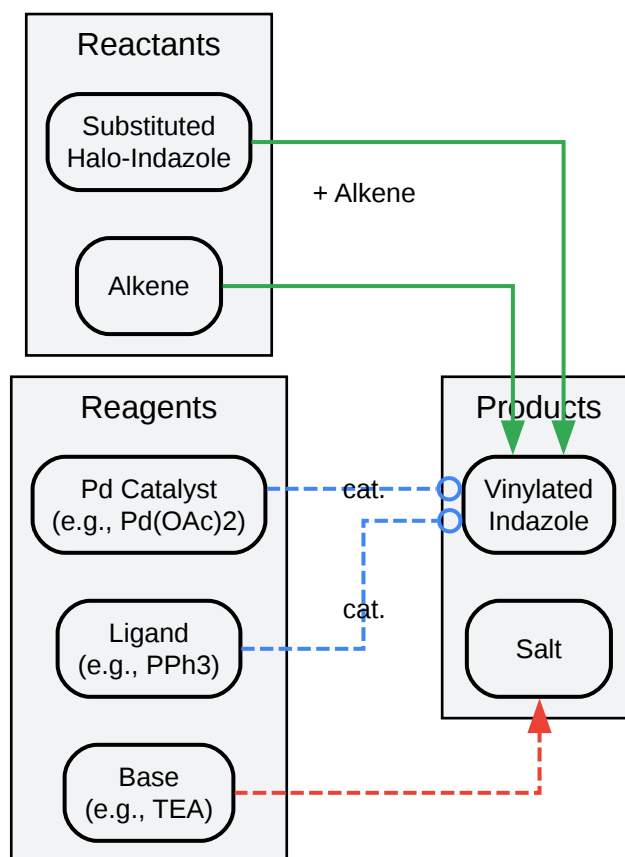 Reactants
Substituted
Halo-Indazole
+ Alkene
Alkene
Reagents
Products
Pd Catalyst
(e.g., Pd(OAc)2)
cat.
Vinylated
Indazole
Ligand
(e.g., PPh3)
cat.
Salt
Base
(e.g., TEA)